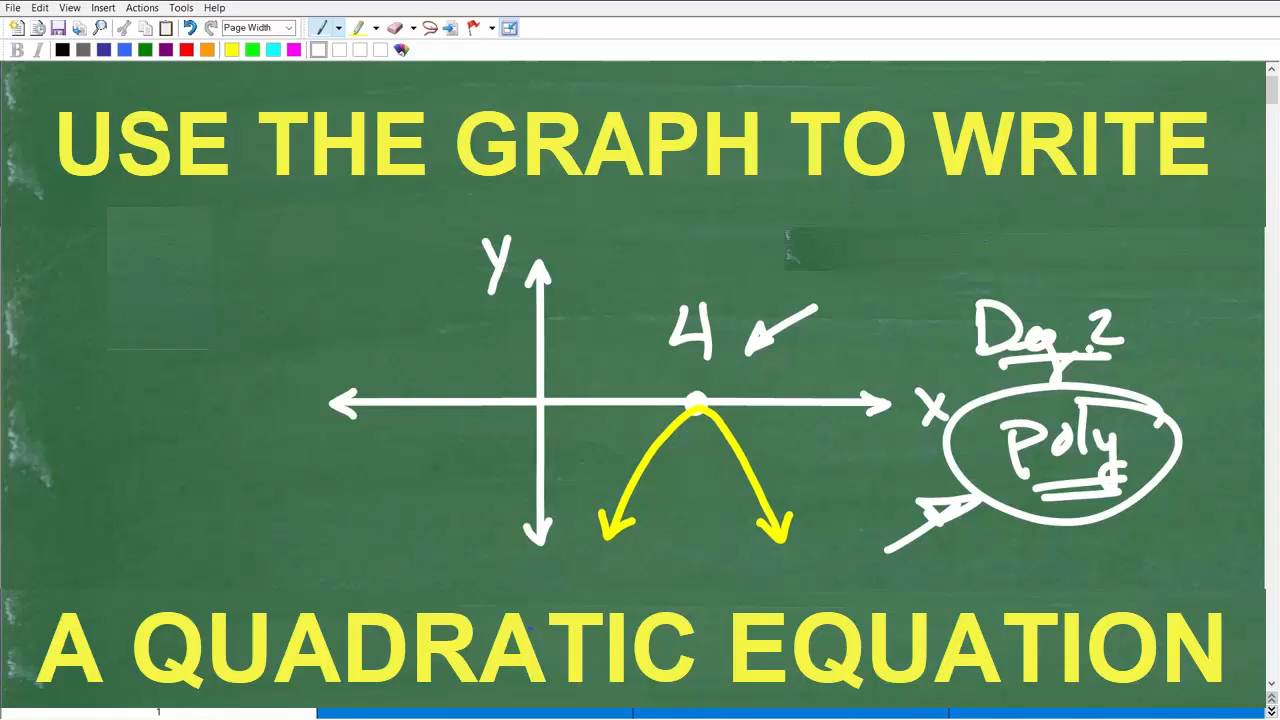 File Edit View Insert Actions Tools Help
Page Width
B I
USE THE GRAPH TO WRITE
y
4
Deg. 2
x
Poly
A QUADRATIC EQUATION
1